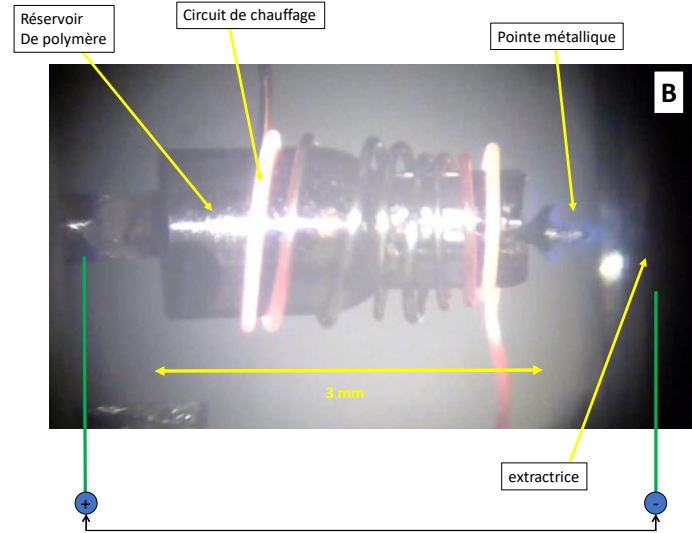 Réservoir
De polymère
Circuit de chauffage
Pointe métallique
B
3 mm
extractrice
+
-